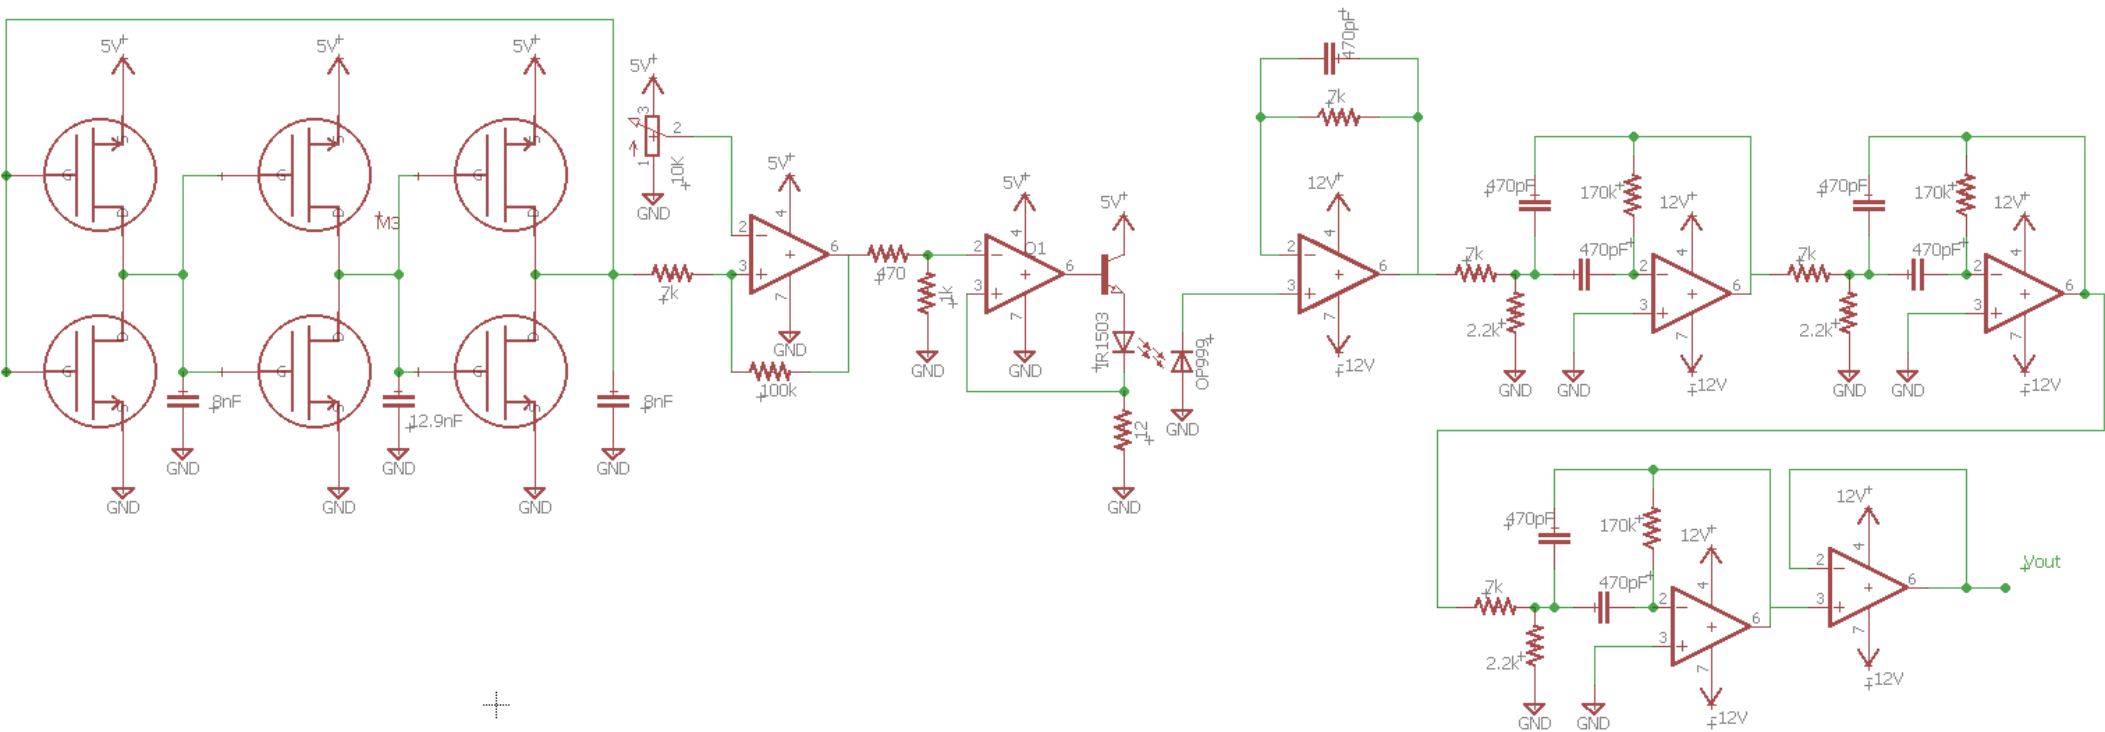 5V
5V
5V
G
S
D
G
S
D
G
S
D
M3
G
D
S
G
D
S
G
D
S
8nF
12.9nF
8nF
GND
GND
GND
GND
GND
GND
5V
3
2
1
10K
GND
7k
5V
4
2
3
6
7
GND
100k
470
1k
GND
5V
4
Q1
2
3
6
7
GND
5V
IR1503
OP999
GND
12
GND
470pF
7k
12V
4
2
3
6
7
-12V
7k
2.2k
GND
470pF
470pF
170k
12V
4
2
3
6
7
GND
-12V
7k
2.2k
GND
470pF
470pF
170k
12V
4
2
3
6
7
GND
-12V
7k
2.2k
GND
470pF
470pF
170k
12V
4
2
3
6
7
GND
-12V
12V
4
2
3
6
7
-12V
Vout